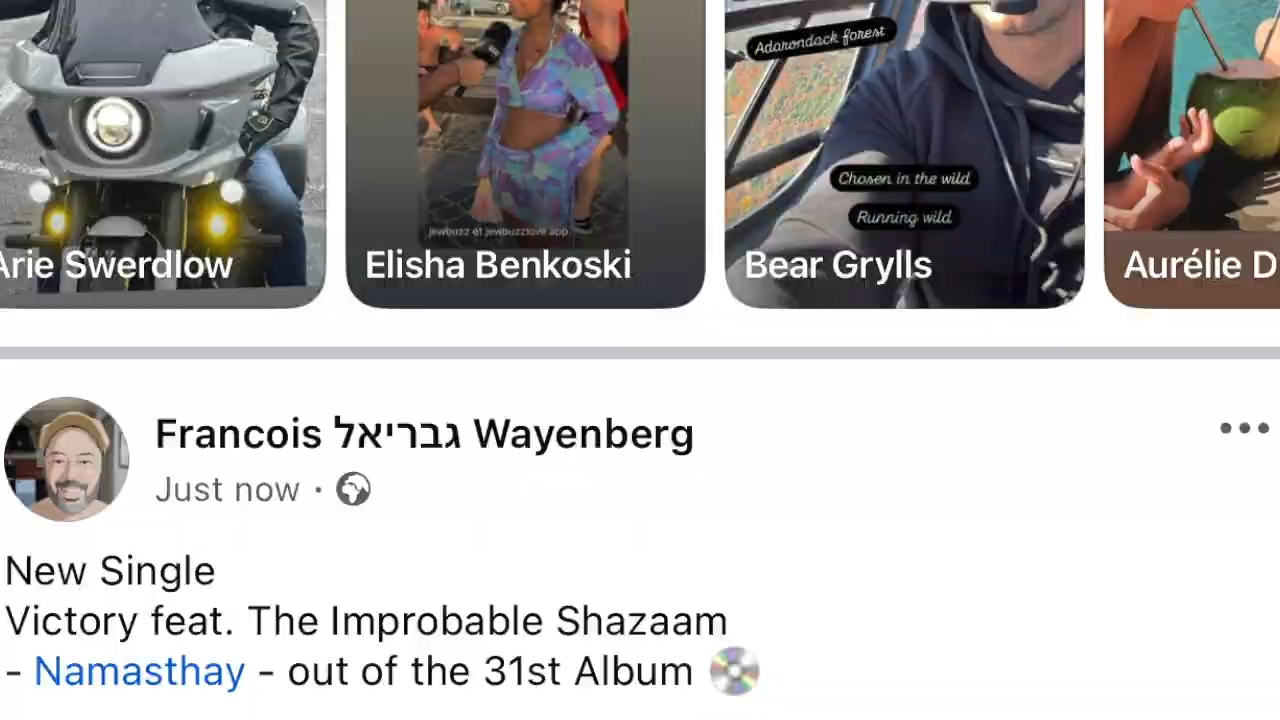 Adarondack forest
Chosen in the wild
Running wild
jewbuzz et jewbuzzlove app
Arie Swerdlow
Elisha Benkoski
Bear Grylls
Aurélie D
Francois גבריאל Wayenberg
Just now ·
New Single
Victory feat. The Improbable Shazaam
- Namasthay - out of the 31st Album